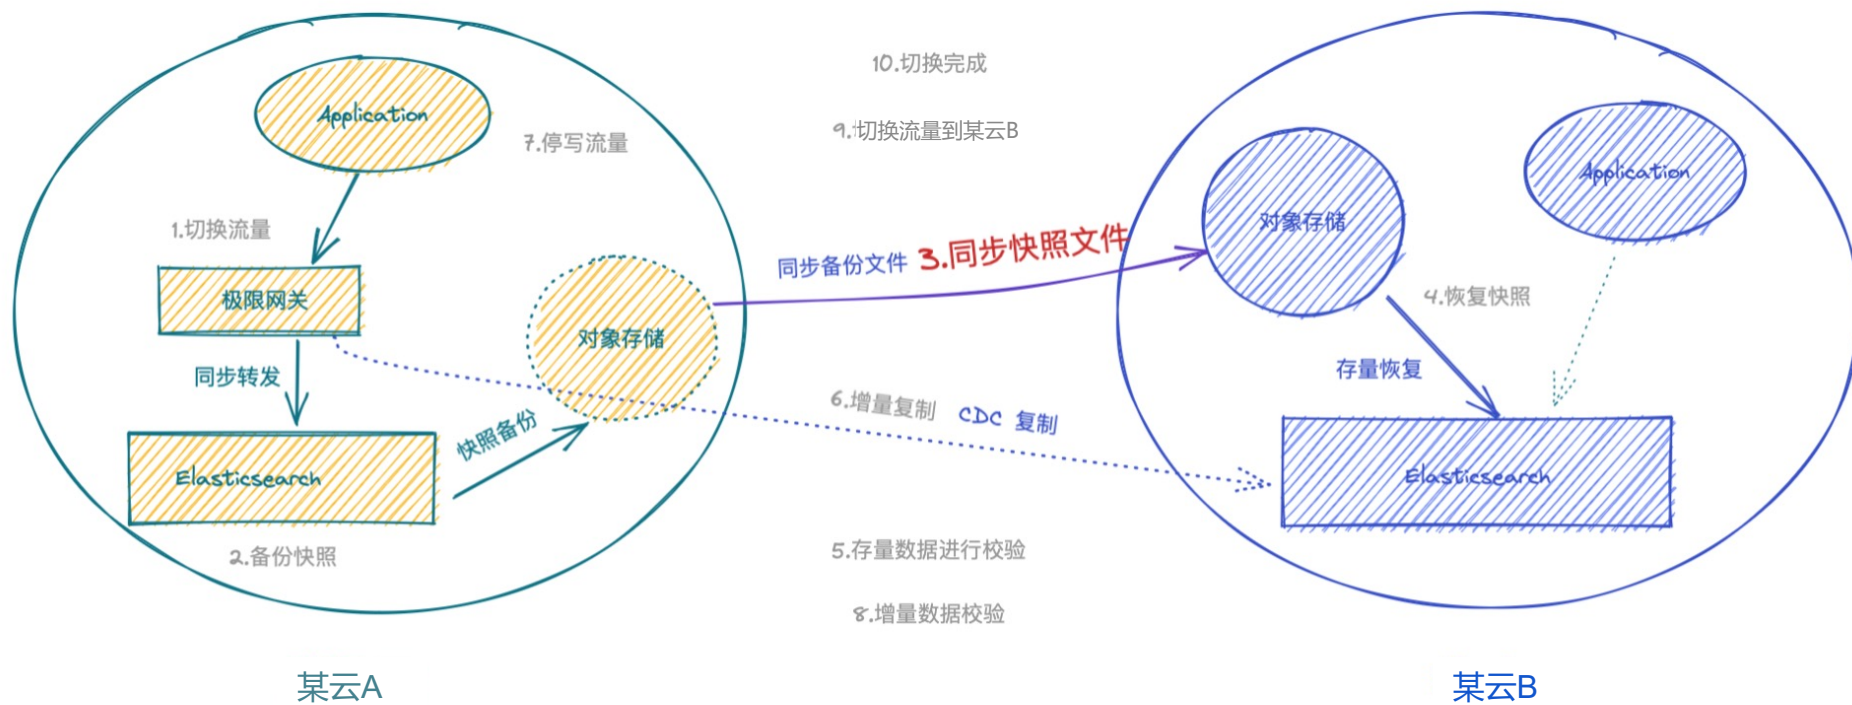 10.切换完成
Application
7.停写流量
9.切换流量到某云B
Application
1.切换流量
对象存储
同步备份文件 3.同步快照文件
极限网关
4.恢复快照
对象存储
同步转发
存量恢复
6.增量复制 CDC 复制
快照备份
Elasticsearch
Elasticsearch
2.备份快照
5.存量数据进行校验
8.增量数据校验
某云A
某云B